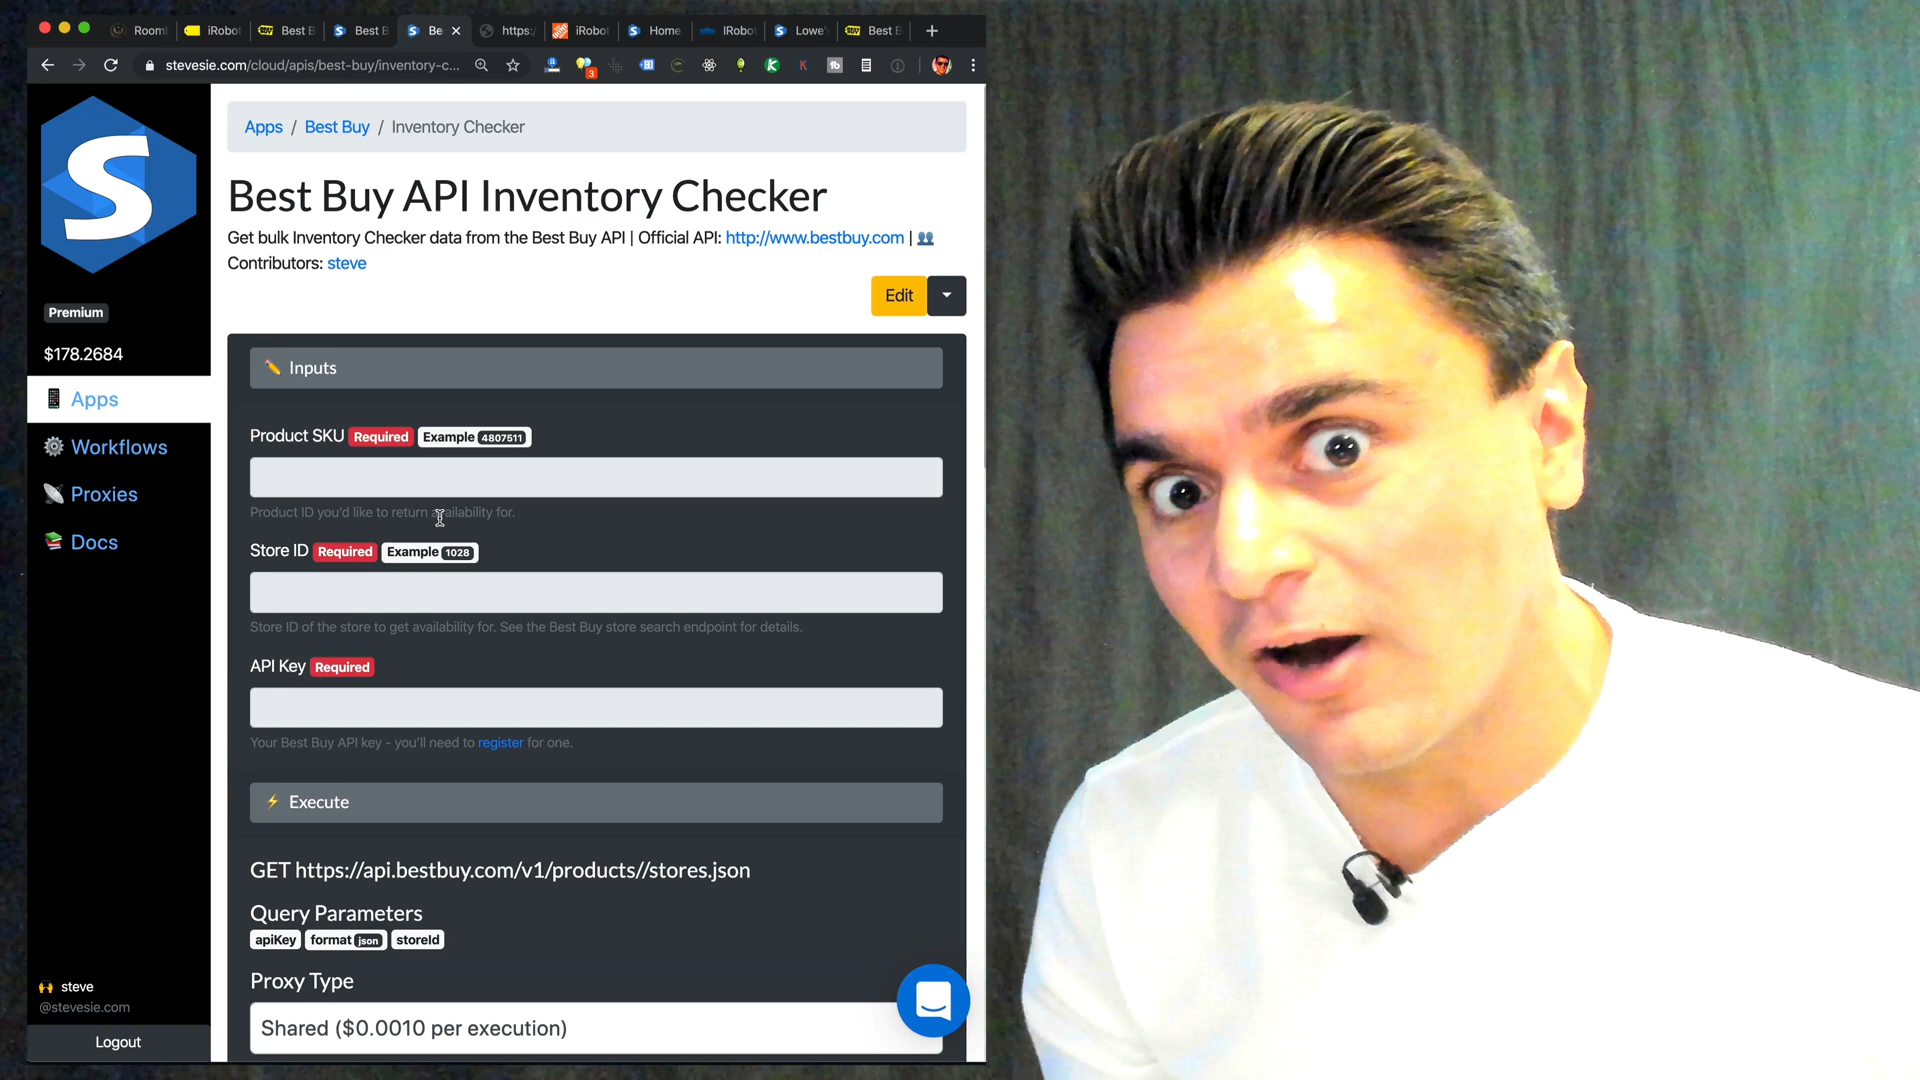 RoomI
iRobot
Best B
Best B
Be
https:/
iRobot
Home
IRobot
Lowe'
Best B
stevesie.com/cloud/apis/best-buy/inventory-c...
3
S
Premium
$178.2684
Apps
Workflows
Proxies
Docs
steve
@stevesie.com
Logout
Apps / Best Buy / Inventory Checker
Best Buy API Inventory Checker
Get bulk Inventory Checker data from the Best Buy API | Official API: http://www.bestbuy.com |
Contributors: steve
Edit
Inputs
Product SKU Required Example 4807511
Product ID you'd like to return availability for.
Store ID Required Example 1028
Store ID of the store to get availability for. See the Best Buy store search endpoint for details.
API Key Required
Your Best Buy API key - you'll need to register for one.
Execute
GET https://api.bestbuy.com/v1/products//stores.json
Query Parameters
apiKey format json storeId
Proxy Type
Shared ($0.0010 per execution)